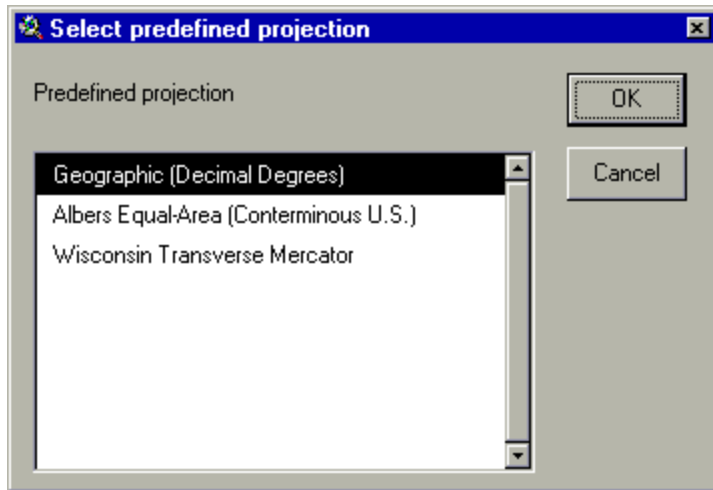 Select predefined projection
Predefined projection
OK
Geographic (Decimal Degrees)
Cancel
Albers Equal-Area (Conterminous U.S.)
Wisconsin Transverse Mercator